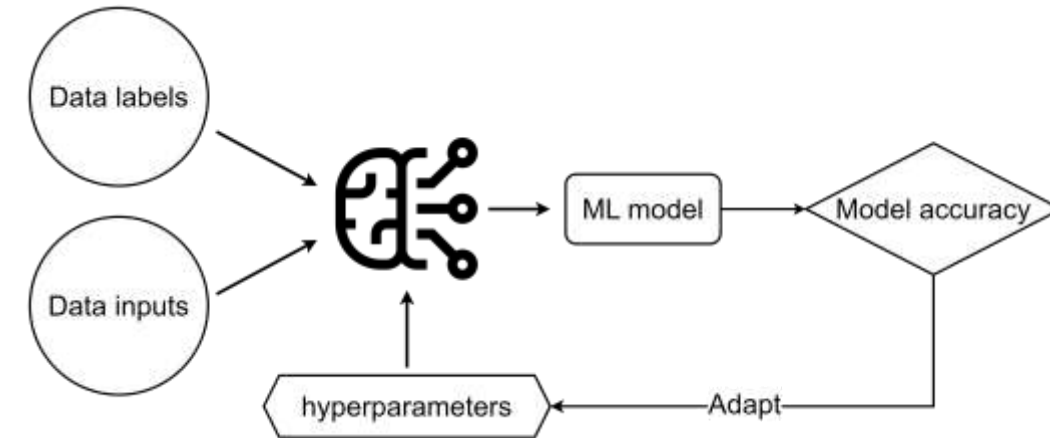 Data labels
Data inputs
ML model
Model accuracy
hyperparameters
Adapt